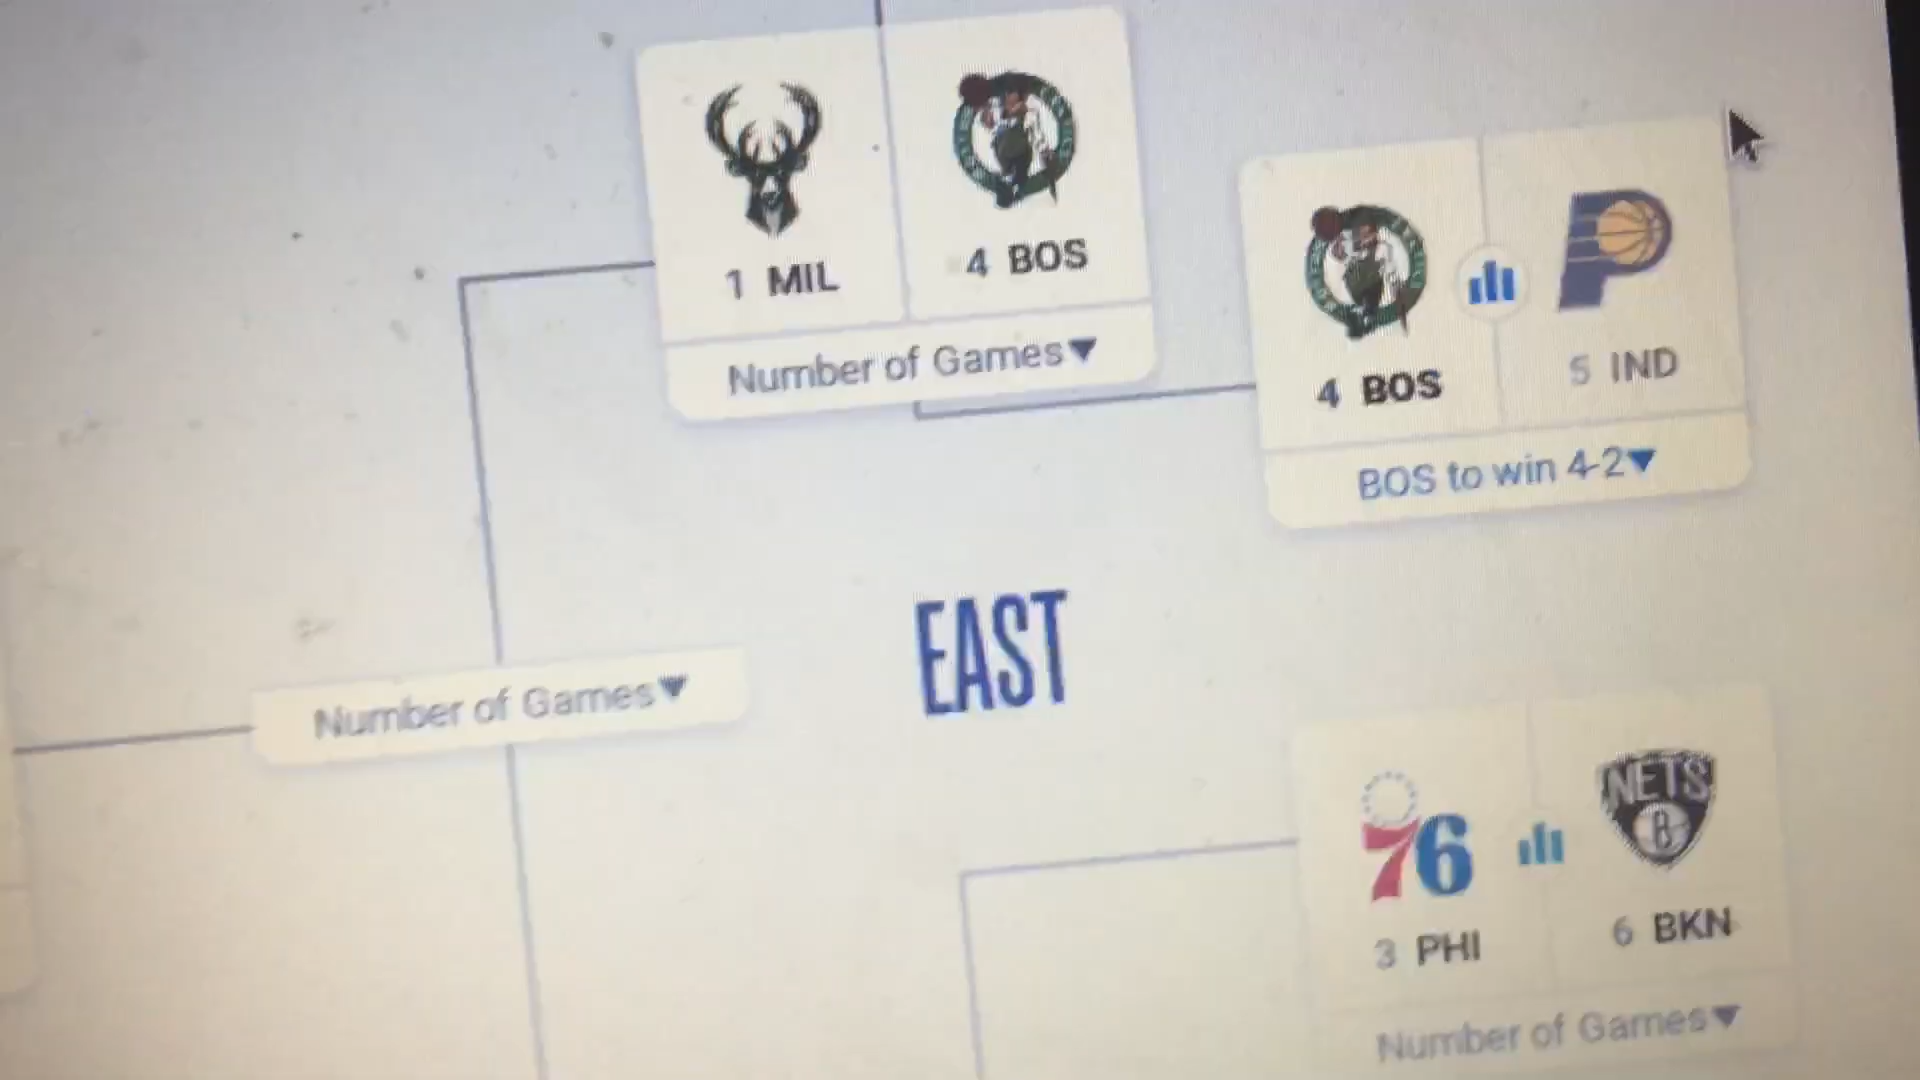 1 MIL
4 BOS
Number of Games
4 BOS
5 IND
BOS to win 4-2
EAST
Number of Games
76
NETS
B
3 PHI
6 BKN
Number of Games